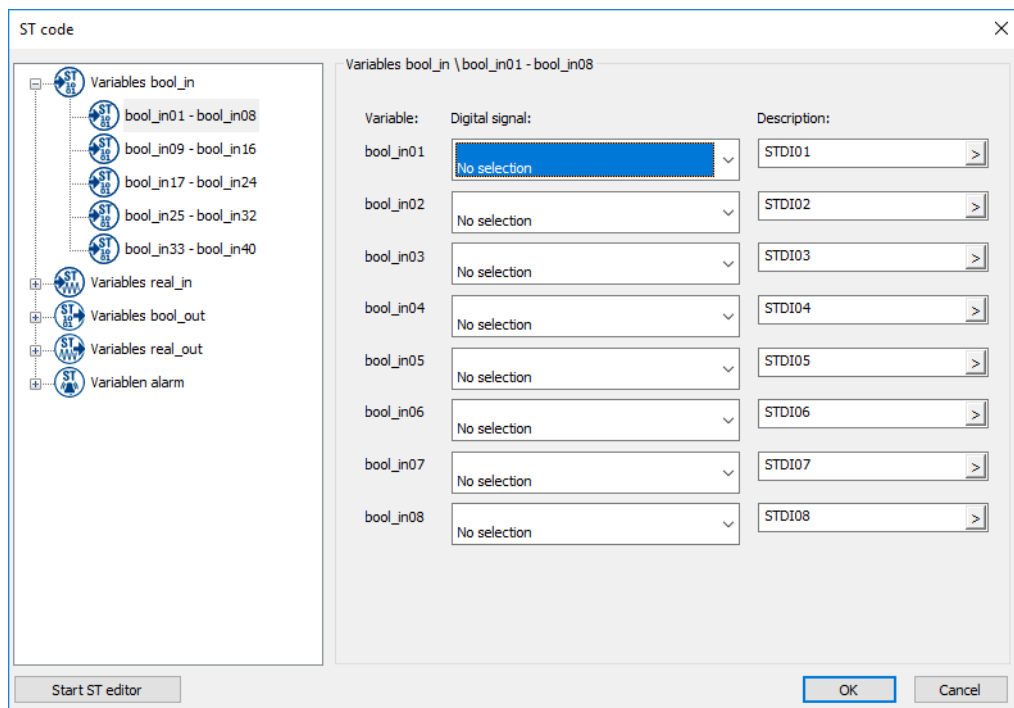 ST code
Variables bool_in
bool_in01 - bool_in08
bool_in09 - bool_in16
bool_in17 - bool_in24
bool_in25 - bool_in32
bool_in33 - bool_in40
Variables real_in
Variables bool_out
Variables real_out
Variablen alarm
Variables bool_in \ bool_in01 - bool_in08
Variable: Digital signal: Description:
bool_in01 No selection STDI01 >
bool_in02 No selection STDI02 >
bool_in03 No selection STDI03 >
bool_in04 No selection STDI04 >
bool_in05 No selection STDI05 >
bool_in06 No selection STDI06 >
bool_in07 No selection STDI07 >
bool_in08 No selection STDI08 >
Start ST editor OK Cancel